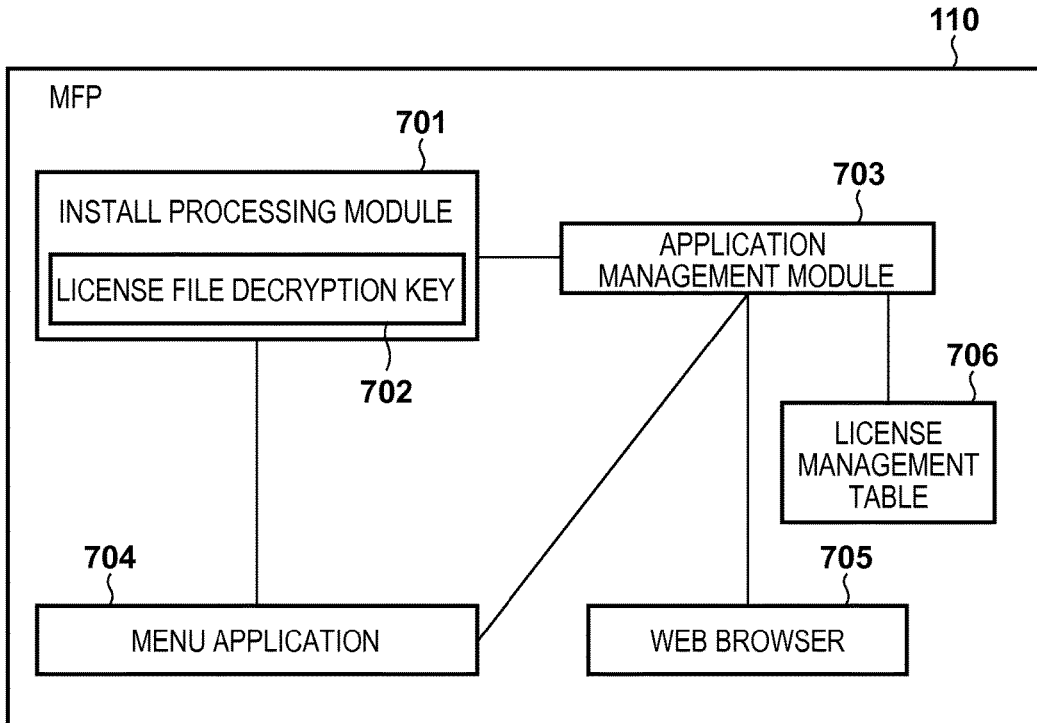 110
MFP
701
INSTALL PROCESSING MODULE
LICENSE FILE DECRYPTION KEY
702
703
APPLICATION
MANAGEMENT MODULE
706
LICENSE
MANAGEMENT
TABLE
704
MENU APPLICATION
705
WEB BROWSER